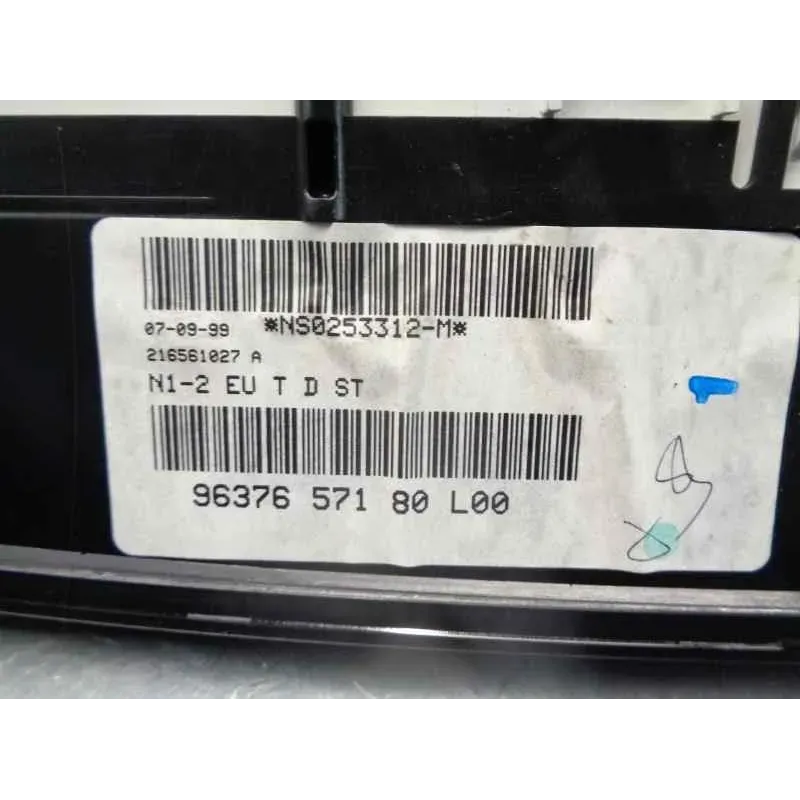 07-09-99 *NS0253312-M*
216561027 A
N1-2 EU T D ST
96376 571 80 L00